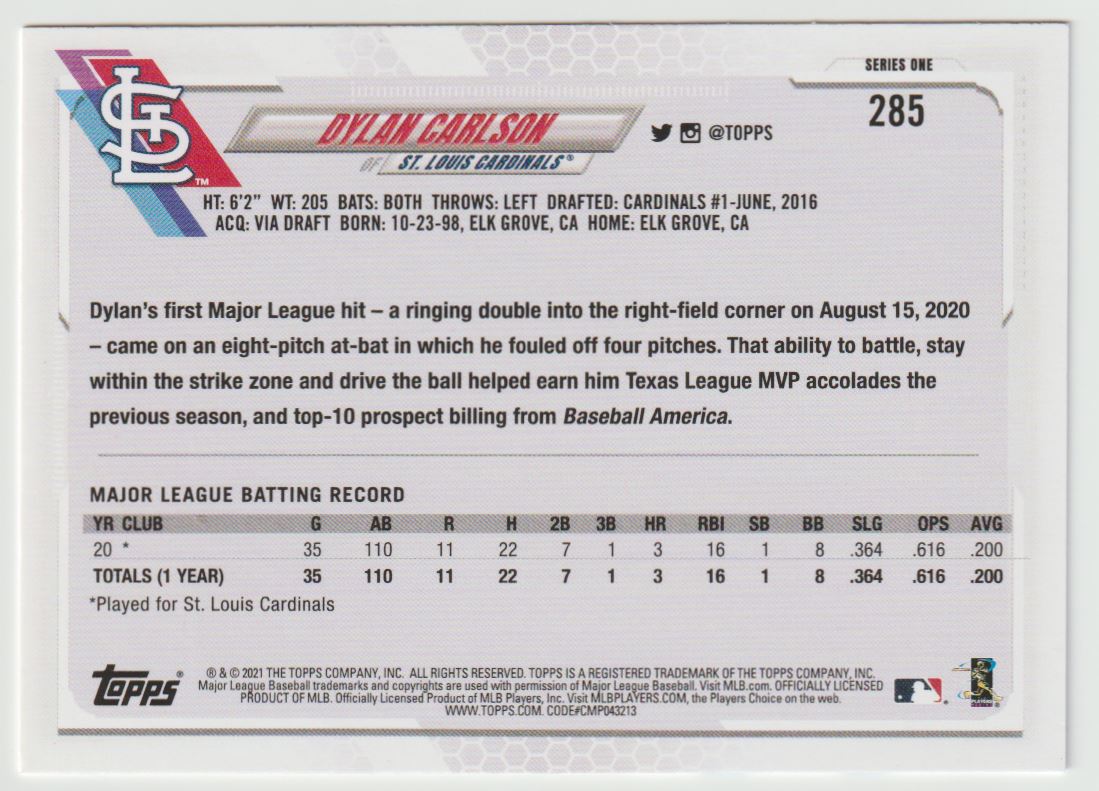 SERIES ONE
285
STL
TM
DYLAN CARLSON
@TOPPS
OF ST. LOUIS CARDINALS®
HT: 6'2" WT: 205 BATS: BOTH THROWS: LEFT DRAFTED: CARDINALS #1-JUNE, 2016
ACQ: VIA DRAFT BORN: 10-23-98, ELK GROVE, CA HOME: ELK GROVE, CA
Dylan's first Major League hit – a ringing double into the right-field corner on August 15, 2020
– came on an eight-pitch at-bat in which he fouled off four pitches. That ability to battle, stay
within the strike zone and drive the ball helped earn him Texas League MVP accolades the
previous season, and top-10 prospect billing from Baseball America.
MAJOR LEAGUE BATTING RECORD
YR CLUB G AB R H 2B 3B HR RBI SB BB SLG OPS AVG
20 * 35 110 11 22 7 1 3 16 1 8 .364 .616 .200
TOTALS (1 YEAR) 35 110 11 22 7 1 3 16 1 8 .364 .616 .200
*Played for St. Louis Cardinals
topps®
® & © 2021 THE TOPPS COMPANY, INC. ALL RIGHTS RESERVED. TOPPS IS A REGISTERED TRADEMARK OF THE TOPPS COMPANY, INC.
Major League Baseball trademarks and copyrights are used with permission of Major League Baseball. Visit MLB.com. OFFICIALLY LICENSED
PRODUCT OF MLB. Officially Licensed Product of MLB Players, Inc. Visit MLBPLAYERS.COM, the Players Choice on the web.
WWW.TOPPS.COM. CODE#CMP043213